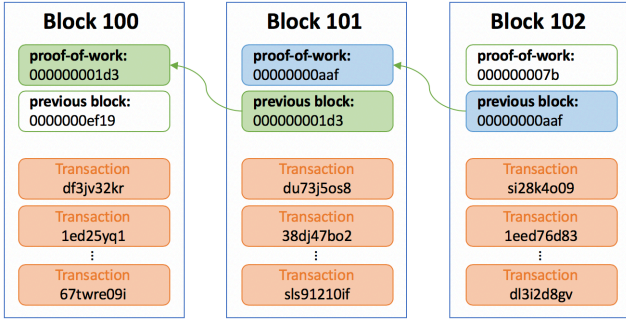 Block 100
proof-of-work:
000000001d3
previous block:
0000000ef19
Transaction
df3jv32kr
Transaction
1ed25yq1
...
Transaction
67twre09i
Block 101
proof-of-work:
00000000aaf
previous block:
000000001d3
Transaction
du73j5os8
Transaction
38dj47bo2
...
Transaction
sls91210if
Block 102
proof-of-work:
000000007b
previous block:
00000000aaf
Transaction
si28k4o09
Transaction
1eed76d83
...
Transaction
dl3i2d8gv